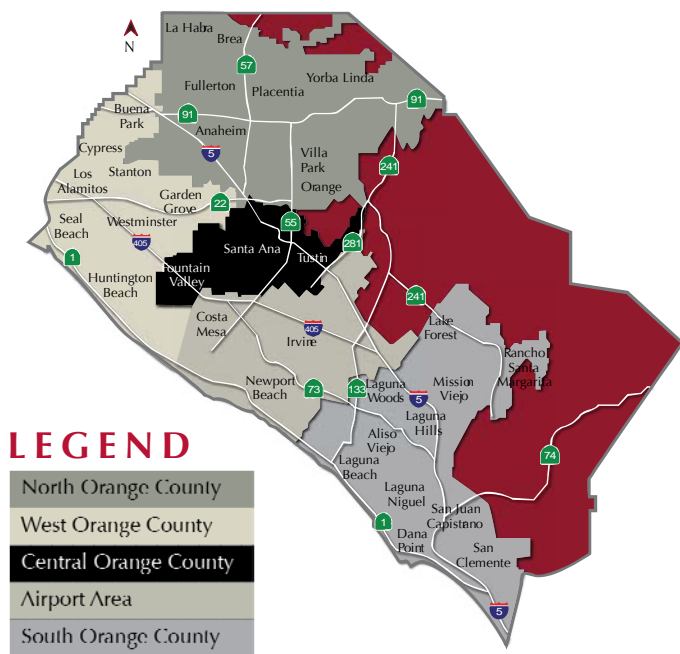 N
La Habra
Brea
57
Fullerton
Placentia
Yorba Linda
91
Buena
Park
91
Anaheim
5
Cypress
Stanton
Villa
Park
Orange
241
Los
Alamitos
Garden
Grove
22
Seal
Beach
Westminster
405
55
Santa Ana
Tustin
281
1
Fountain
Valley
Huntington
Beach
Costa
Mesa
241
405
Irvine
Lake
Forest
Rancho
Santa
Margarita
Newport
Beach
73
133
Laguna
Woods
5
Mission
Viejo
Laguna
Hills
Aliso
Viejo
Laguna
Beach
74
Laguna
Niguel
San Juan
Capistrano
1
Dana
Point
San
Clemente
5
LEGEND
North Orange County
West Orange County
Central Orange County
Airport Area
South Orange County